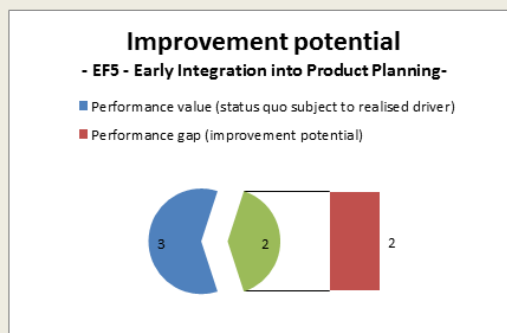 Improvement potential
- EF5 - Early Integration into Product Planning-
Performance value (status quo subject to realised driver)
Performance gap (improvement potential)
3
2
2